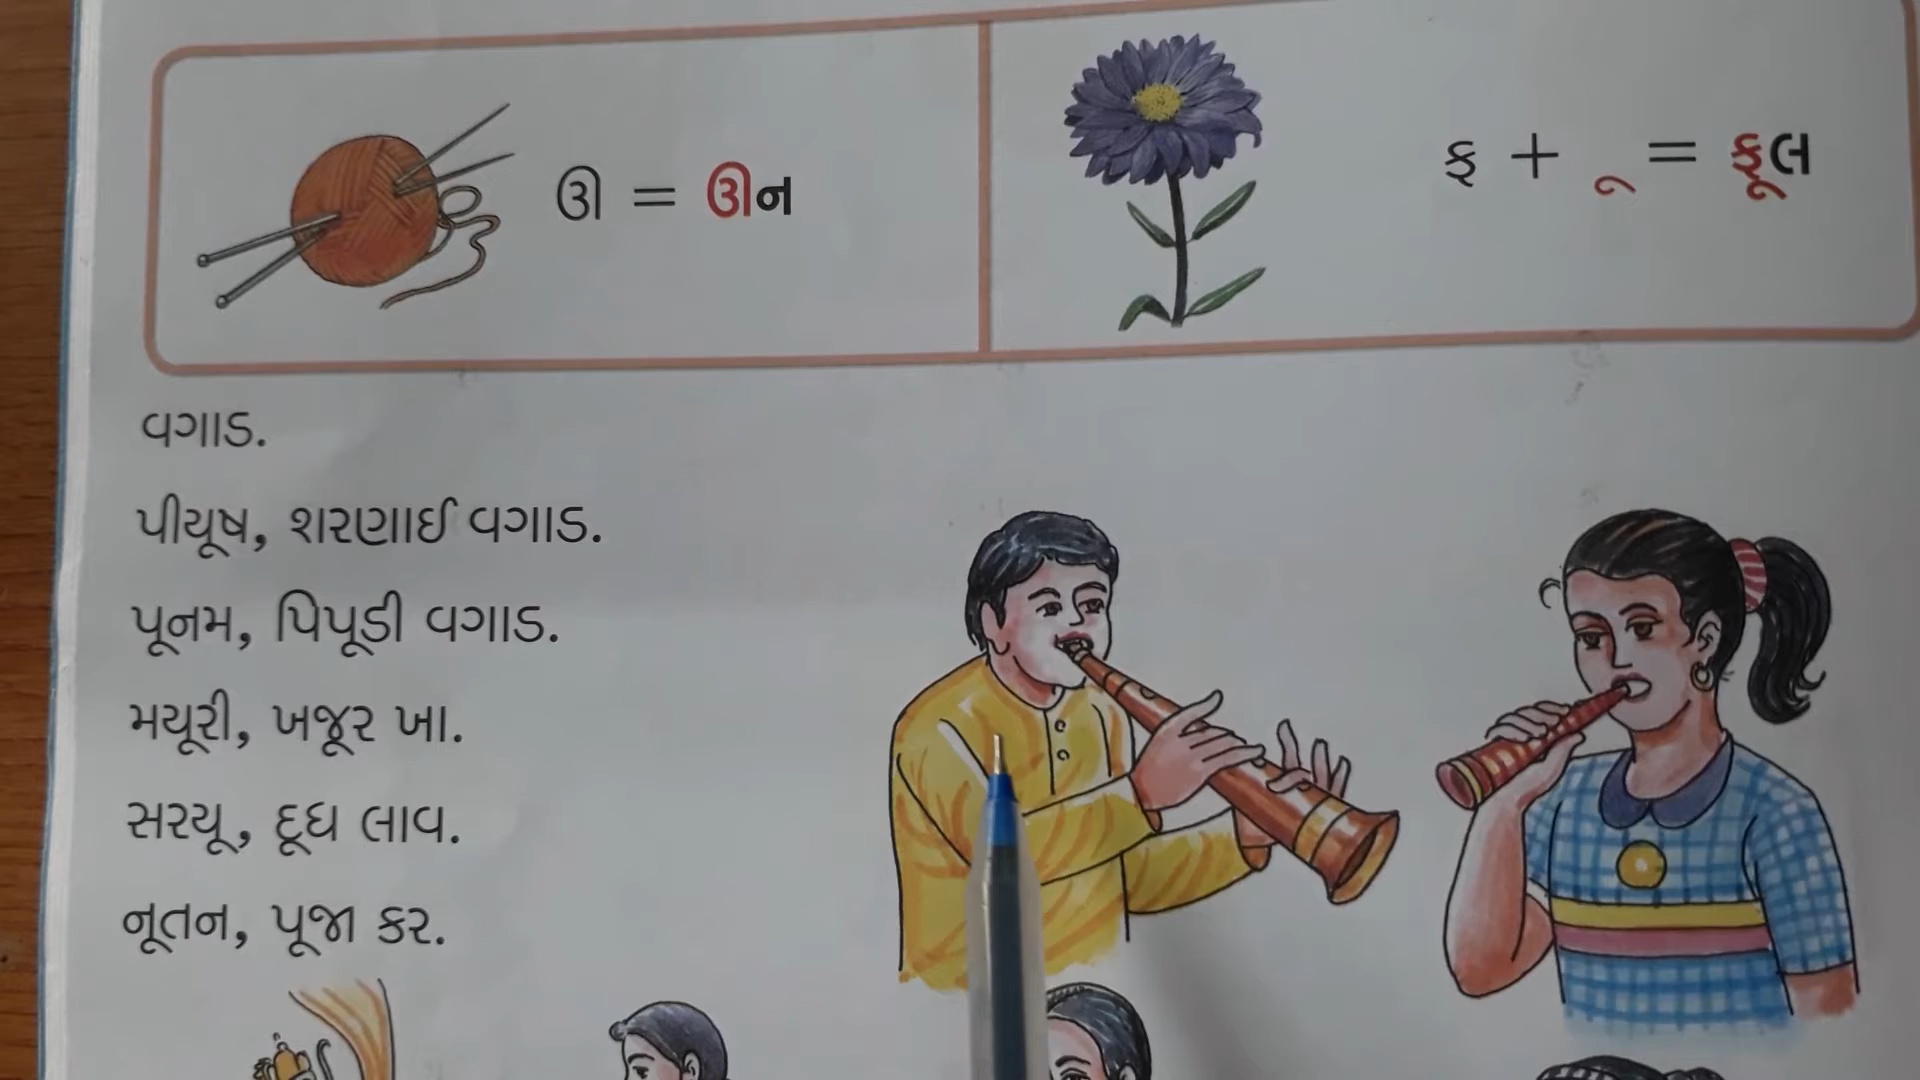 ઊ = ઊન
ફ + ૂ = ફૂલ
વગાડ.
પીયૂષ, શરણાઈ વગાડ.
પૂનમ, પિપૂડી વગાડ.
મયૂરી, ખજૂર ખા.
સરયૂ, દૂધ લાવ.
નૂતન, પૂજા કર.